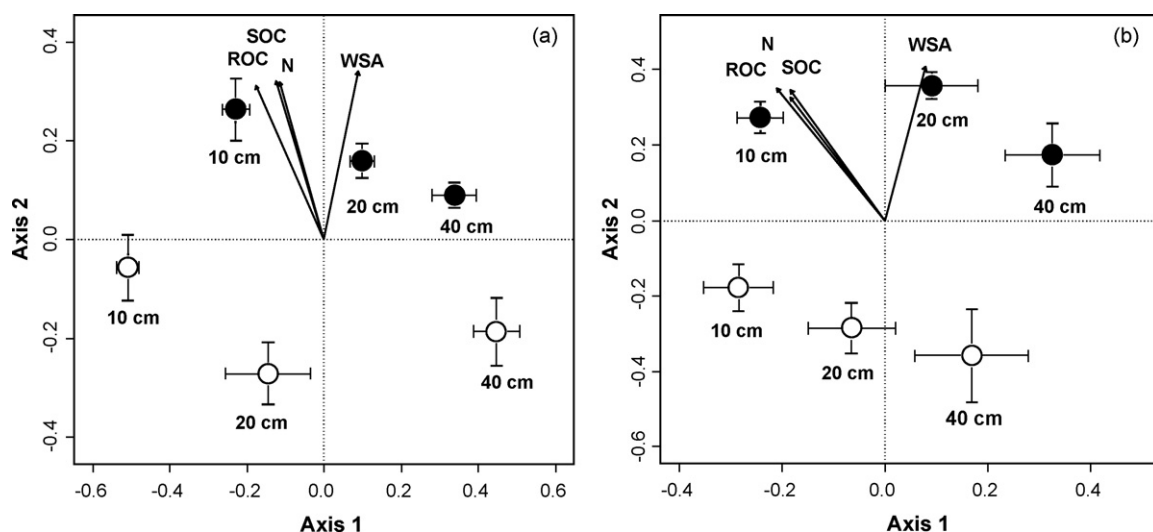 (a)
SOC
ROC
N
WSA
10 cm
20 cm
40 cm
10 cm
20 cm
40 cm
0.4
0.2
0.0
-0.2
-0.4
Axis 2
-0.6 -0.4 -0.2 0.0 0.2 0.4 0.6
Axis 1
(b)
N
WSA
ROC
SOC
10 cm
20 cm
40 cm
10 cm
20 cm
40 cm
0.4
0.2
0.0
-0.2
-0.4
-0.6
Axis 2
-0.4 -0.2 0.0 0.2 0.4
Axis 1